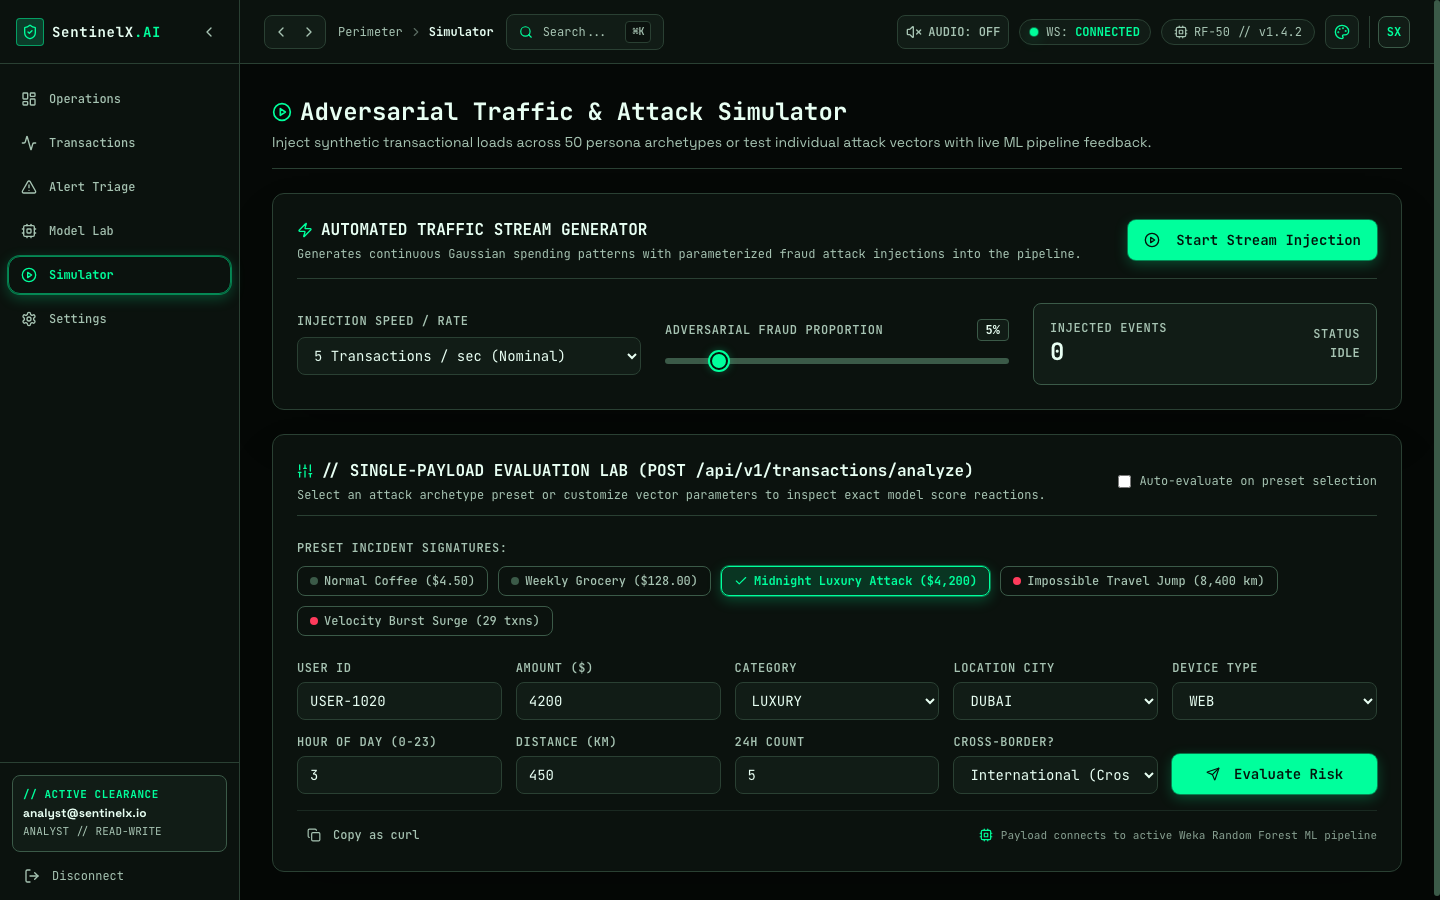 SentinelX.AI
Perimeter > Simulator
Search...
⌘K
AUDIO: OFF
WS: CONNECTED
RF-50 // v1.4.2
SX
Operations
Transactions
Alert Triage
Model Lab
Simulator
Settings
// ACTIVE CLEARANCE
analyst@sentinelx.io
ANALYST // READ-WRITE
Disconnect
Adversarial Traffic & Attack Simulator
Inject synthetic transactional loads across 50 persona archetypes or test individual attack vectors with live ML pipeline feedback.
AUTOMATED TRAFFIC STREAM GENERATOR
Generates continuous Gaussian spending patterns with parameterized fraud attack injections into the pipeline.
Start Stream Injection
INJECTION SPEED / RATE
5 Transactions / sec (Nominal)
ADVERSARIAL FRAUD PROPORTION
5%
INJECTED EVENTS
0
STATUS
IDLE
// SINGLE-PAYLOAD EVALUATION LAB (POST /api/v1/transactions/analyze)
Select an attack archetype preset or customize vector parameters to inspect exact model score reactions.
Auto-evaluate on preset selection
PRESET INCIDENT SIGNATURES:
Normal Coffee ($4.50)
Weekly Grocery ($128.00)
Midnight Luxury Attack ($4,200)
Impossible Travel Jump (8,400 km)
Velocity Burst Surge (29 txns)
USER ID
AMOUNT ($)
CATEGORY
LOCATION CITY
DEVICE TYPE
USER-1020
4200
LUXURY
DUBAI
WEB
HOUR OF DAY (0-23)
DISTANCE (KM)
24H COUNT
CROSS-BORDER?
3
450
5
International (Cros
Evaluate Risk
Copy as curl
Payload connects to active Weka Random Forest ML pipeline